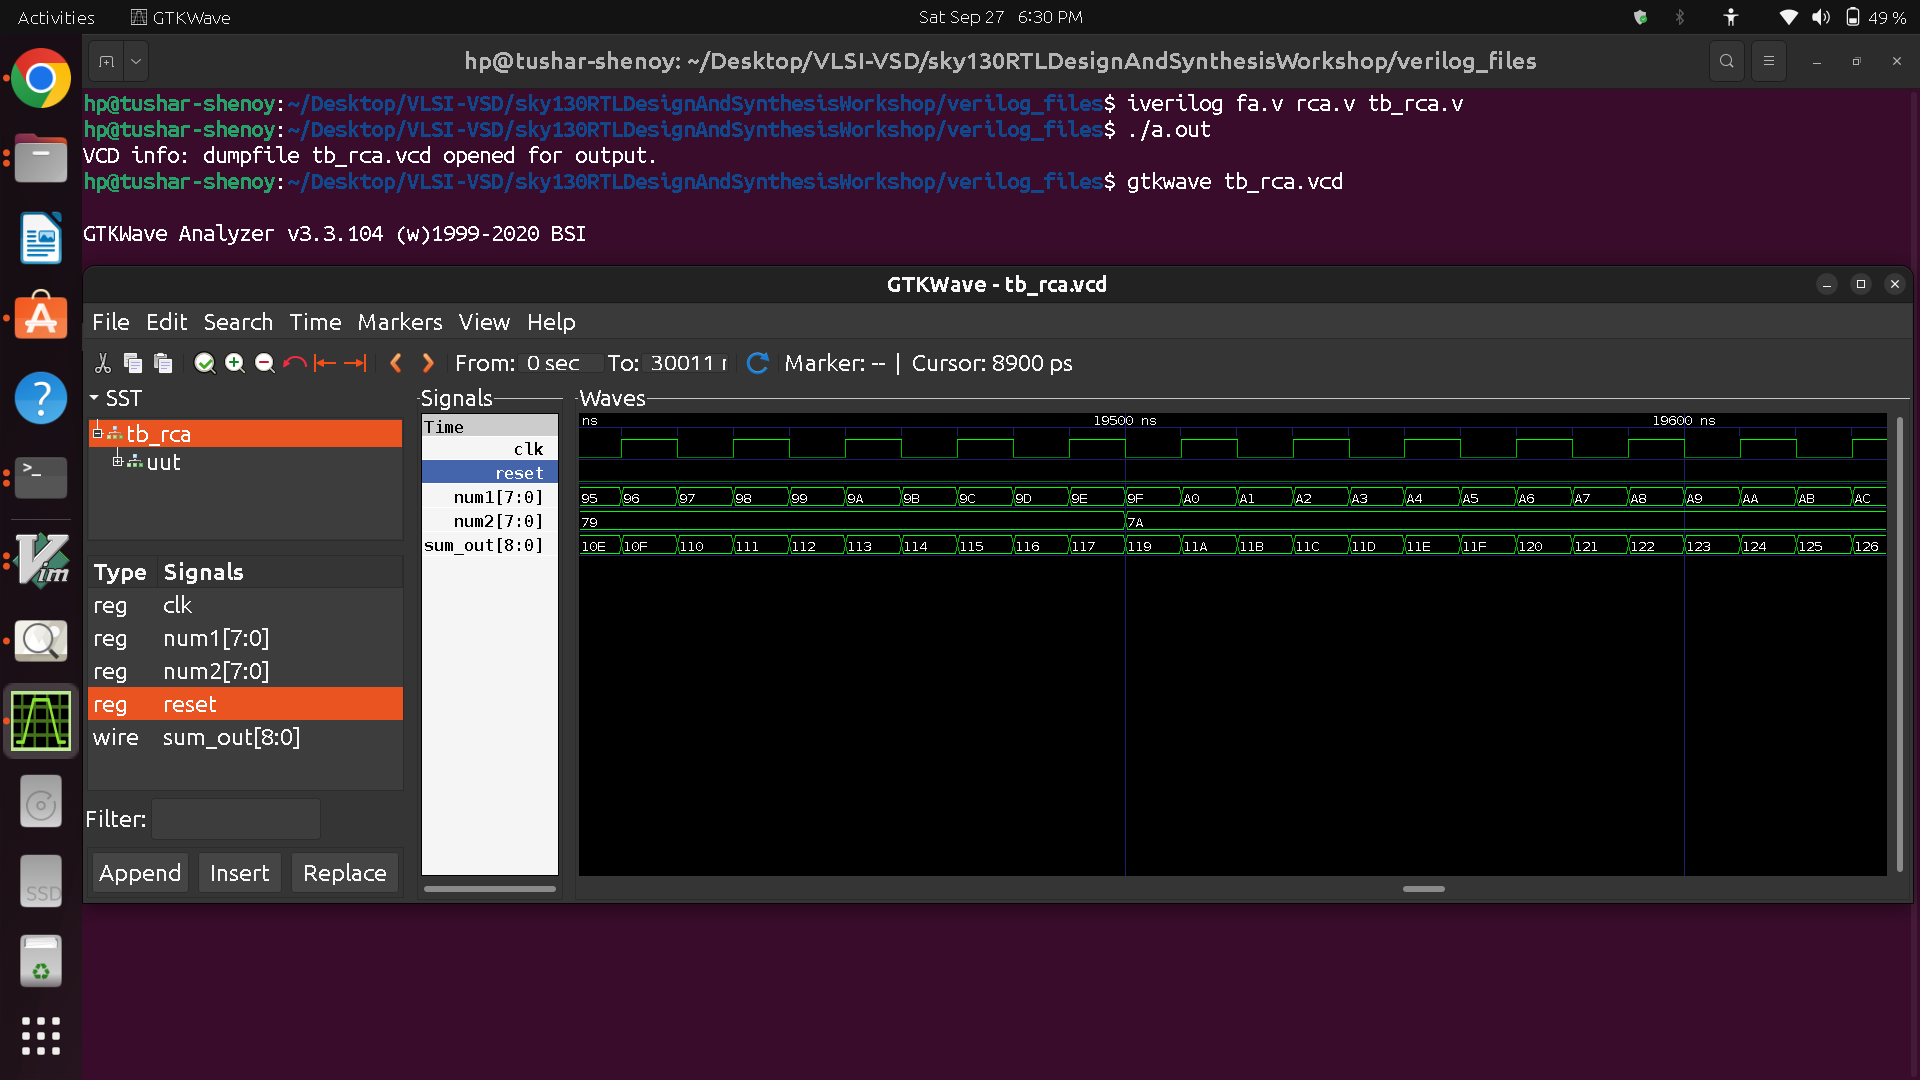 Activities GTKWave Sat Sep 27 6:30 PM 49 %
hp@tushar-shenoy: ~/Desktop/VLSI-VSD/sky130RTLDesignAndSynthesisWorkshop/verilog_files
hp@tushar-shenoy:~/Desktop/VLSI-VSD/sky130RTLDesignAndSynthesisWorkshop/verilog_files$ iverilog fa.v rca.v tb_rca.v
hp@tushar-shenoy:~/Desktop/VLSI-VSD/sky130RTLDesignAndSynthesisWorkshop/verilog_files$ ./a.out
VCD info: dumpfile tb_rca.vcd opened for output.
hp@tushar-shenoy:~/Desktop/VLSI-VSD/sky130RTLDesignAndSynthesisWorkshop/verilog_files$ gtkwave tb_rca.vcd
GTKWave Analyzer v3.3.104 (w)1999-2020 BSI
GTKWave - tb_rca.vcd
File Edit Search Time Markers View Help
From: 0 sec To: 30011 Marker: -- | Cursor: 8900 ps
SST
tb_rca
uut
Type Signals
reg clk
reg num1[7:0]
reg num2[7:0]
reg reset
wire sum_out[8:0]
Filter:
Append Insert Replace
Signals
Time
clk
reset
num1[7:0]
num2[7:0]
sum_out[8:0]
Waves
ns 19500 ns 19600 ns
95 96 97 98 99 9A 9B 9C 9D 9E 9F A0 A1 A2 A3 A4 A5 A6 A7 A8 A9 AA AB AC
79 7A
10E 10F 110 111 112 113 114 115 116 117 119 11A 11B 11C 11D 11E 11F 120 121 122 123 124 125 126
>_
Vim
SSD